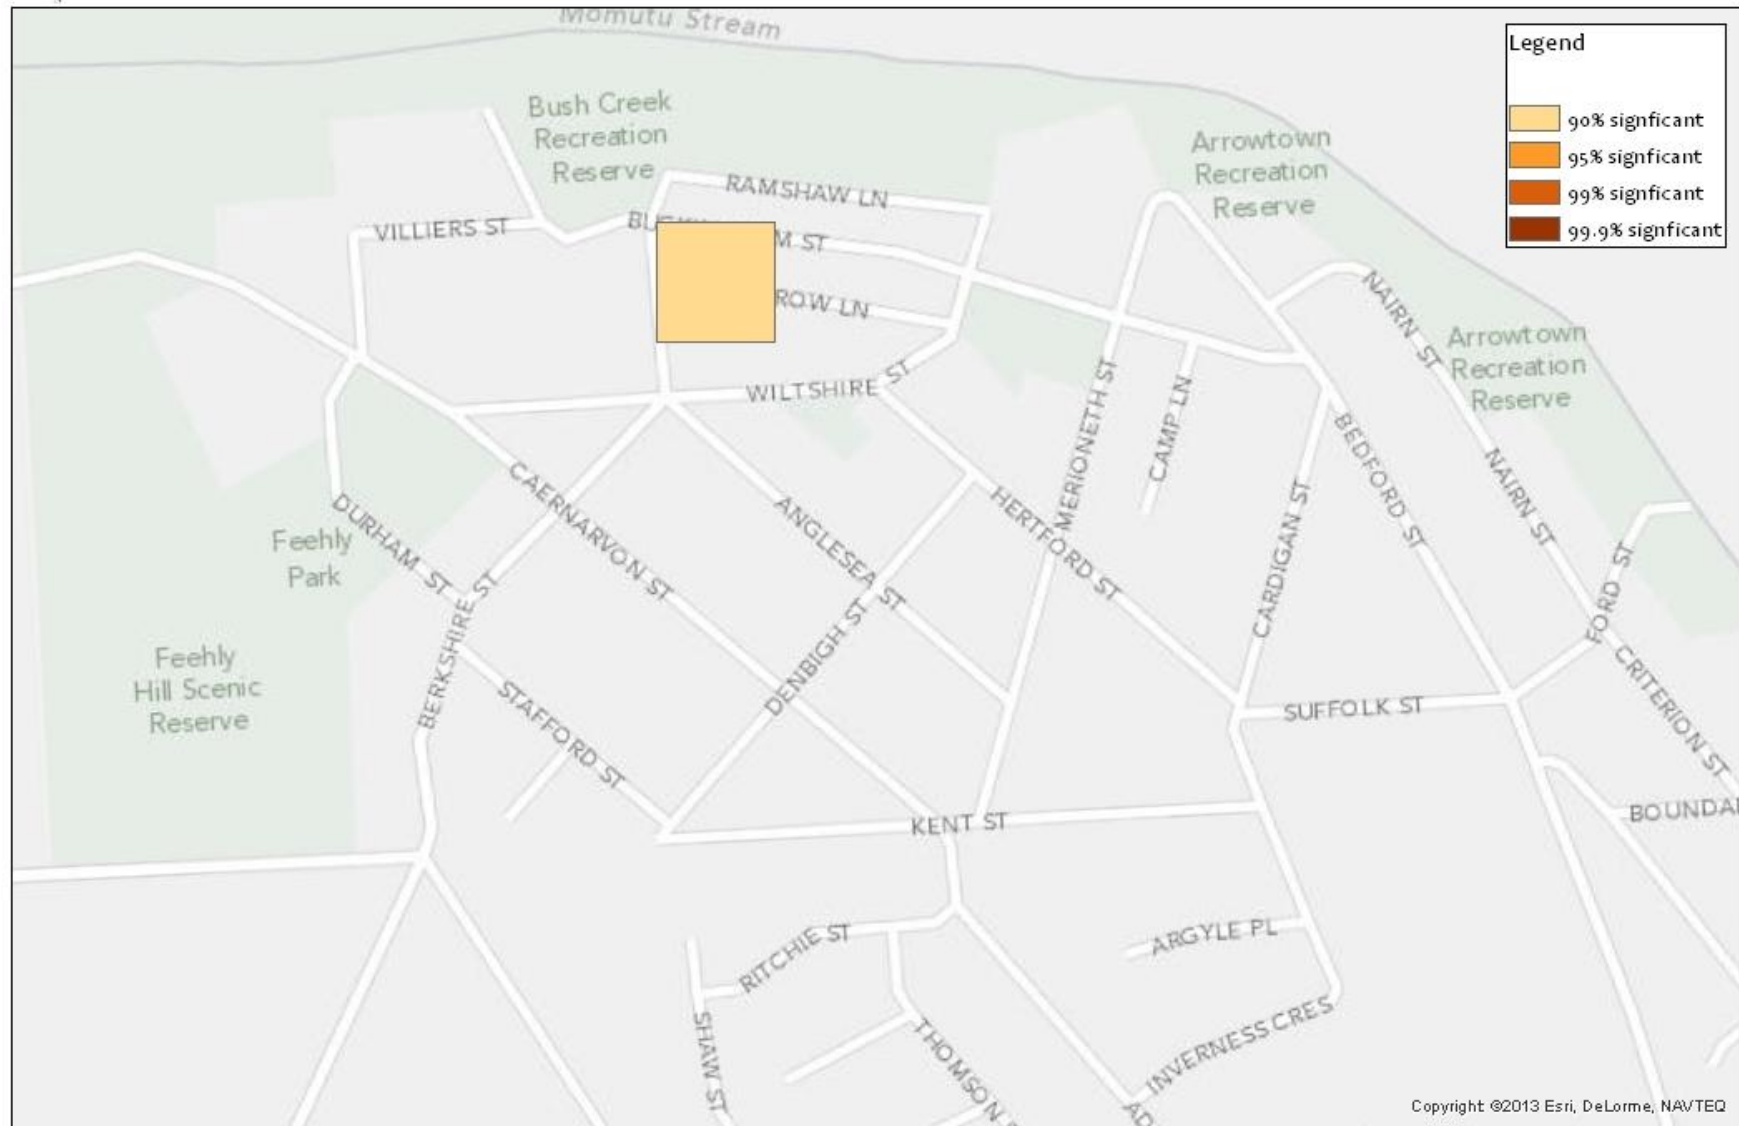 Momutu Stream
Legend
90% signficant
95% signficant
99% signficant
99.9% signficant
Bush Creek
Recreation
Reserve
Arrowtown
Recreation
Reserve
RAMSHAW LN
VILLIERS ST
M ST
ROW LN
NAIRN ST
Arrowtown
Recreation
Reserve
WILTSHIRE ST
MERIONETH ST
CAMP LN
BEDFORD ST
NAIRN ST
CAERNARVON ST
ANGLESEA ST
HERTFORD ST
CARDIGAN ST
DURHAM ST
Feehly
Park
FORD ST
BERKSHIRE ST
DENBIGH ST
Feehly
Hill Scenic
Reserve
STAFFORD ST
SUFFOLK ST
CRITERION ST
KENT ST
BOUNDA
RITCHIE ST
ARGYLE PL
SHAW ST
THOMSON
INVERNESS CRES
AD
Copyright ©2013 Esri, DeLorme, NAVTEQ